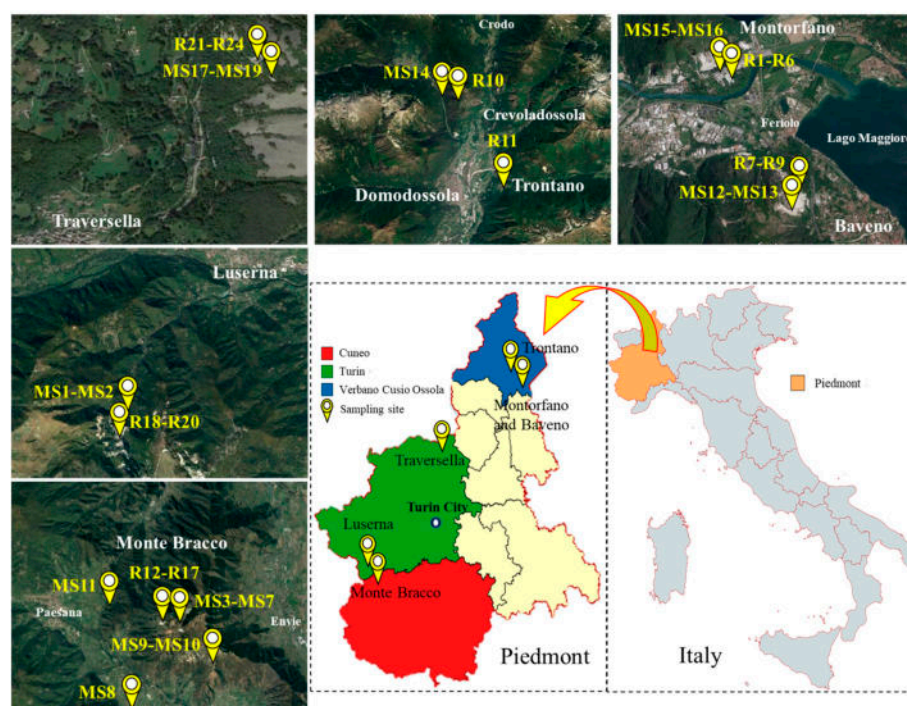 R21-R24
MS17-MS19
Traversella
Crodo
MS14
R10
Crevoladossola
R11
Domodossola
Trontano
MS15-MS16
Montorfano
R1-R6
Feriolo
Lago Maggiore
R7-R9
MS12-MS13
Baveno
Luserna
MS1-MS2
R18-R20
Monte Bracco
MS11
R12-R17
Paesana
MS3-MS7
Envie
MS9-MS10
MS8
Cuneo
Turin
Verbano Cusio Ossola
Sampling site
Trontano
Montorfano
and Baveno
Traversella
Turin City
Luserna
Monte Bracco
Piedmont
Piedmont
Italy